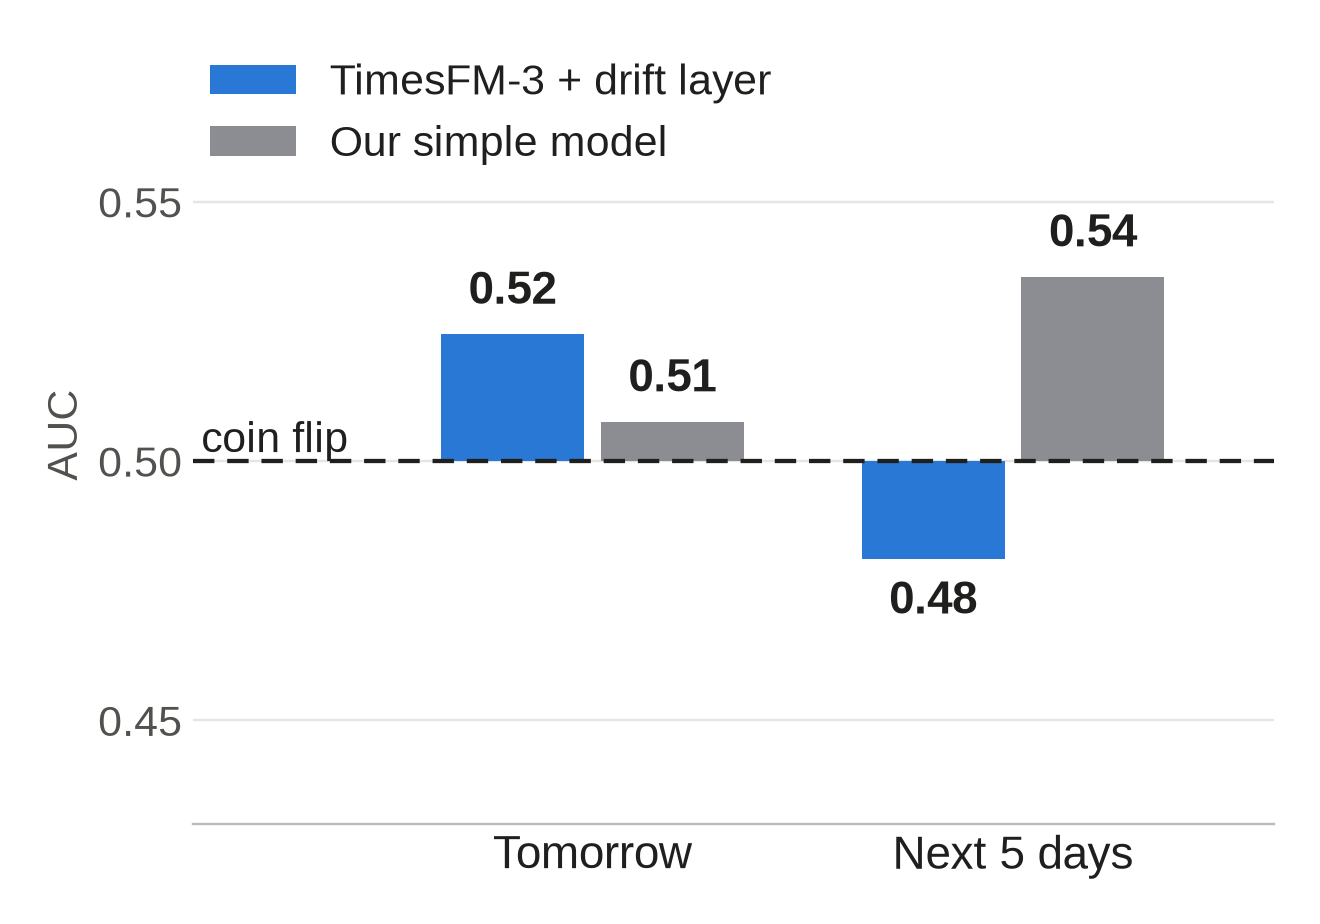 TimesFM-3 + drift layer
Our simple model
0.55
0.54
0.52
0.51
coin flip
AUC
0.50
0.48
0.45
Tomorrow
Next 5 days